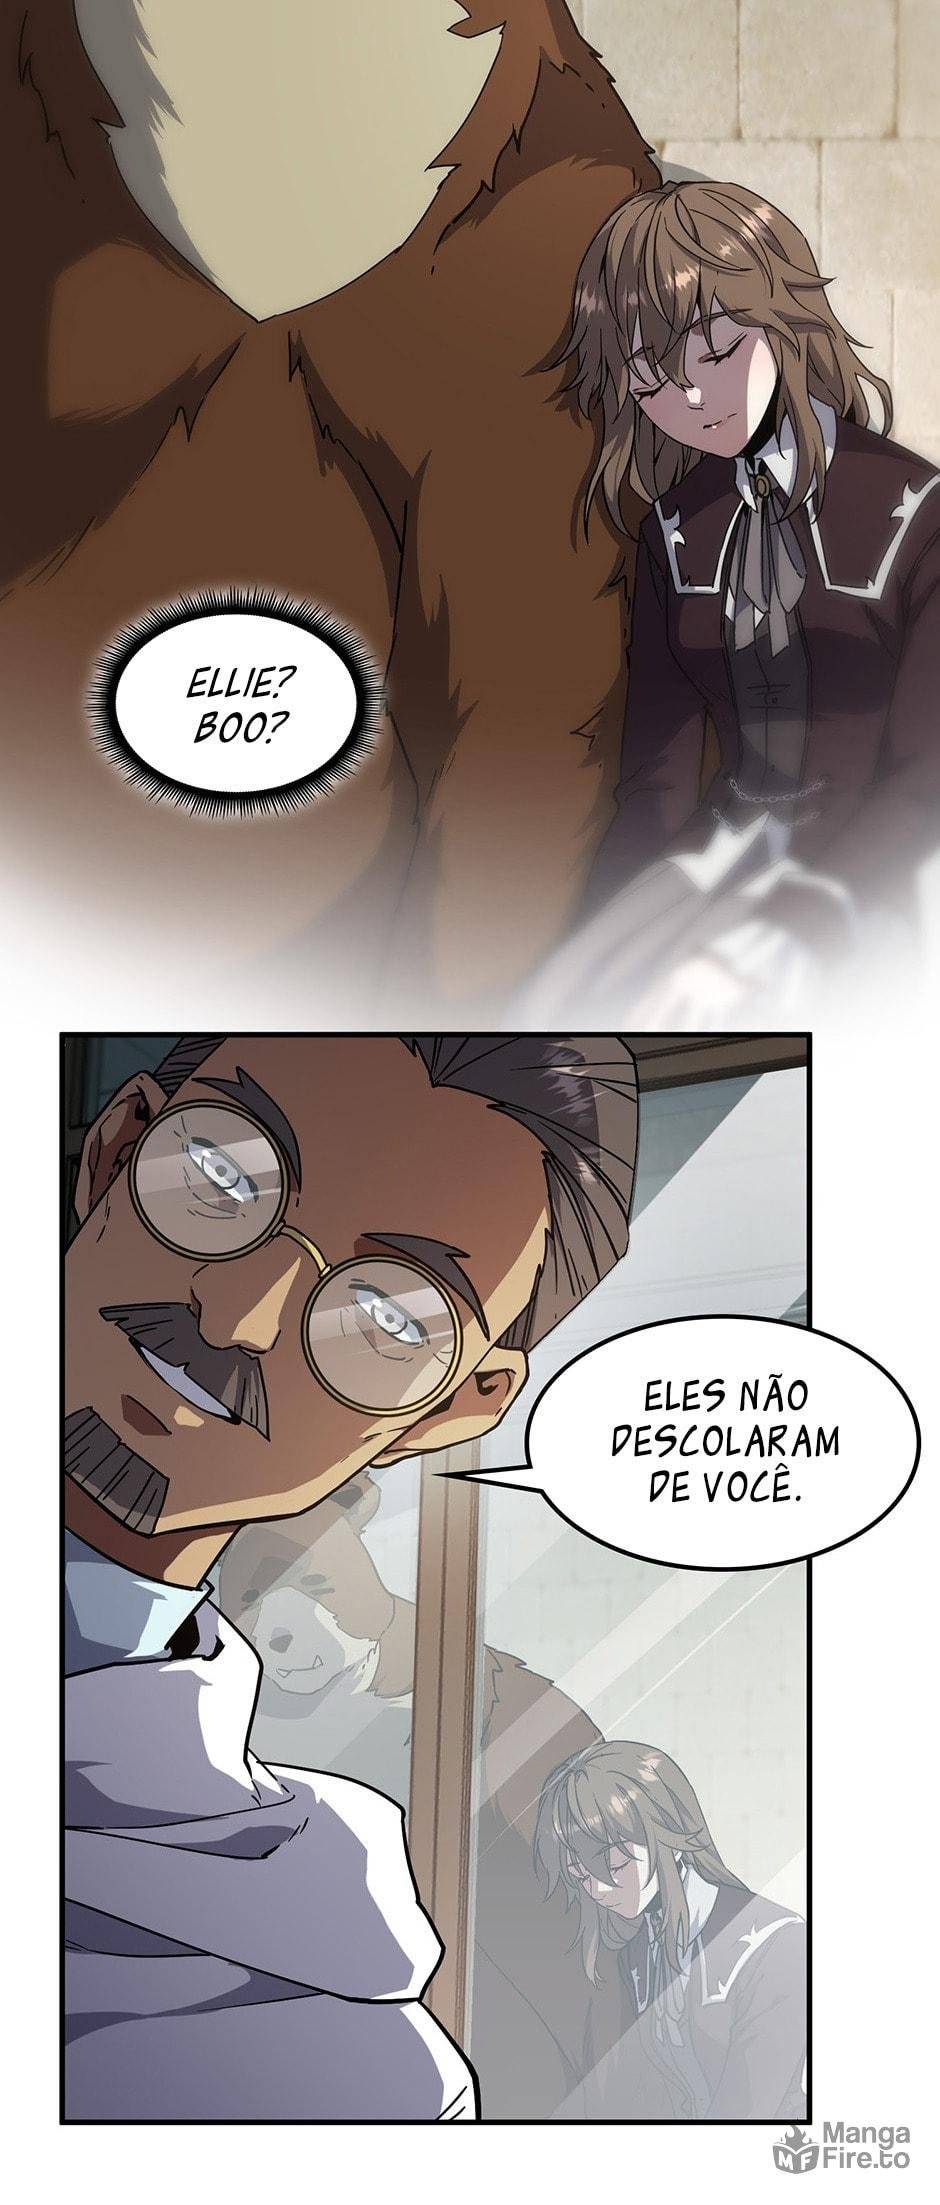 ELLIE?
BOO?
ELES NÃO
DESCOLARAM
DE VOCÊ.
Manga
Fire.to